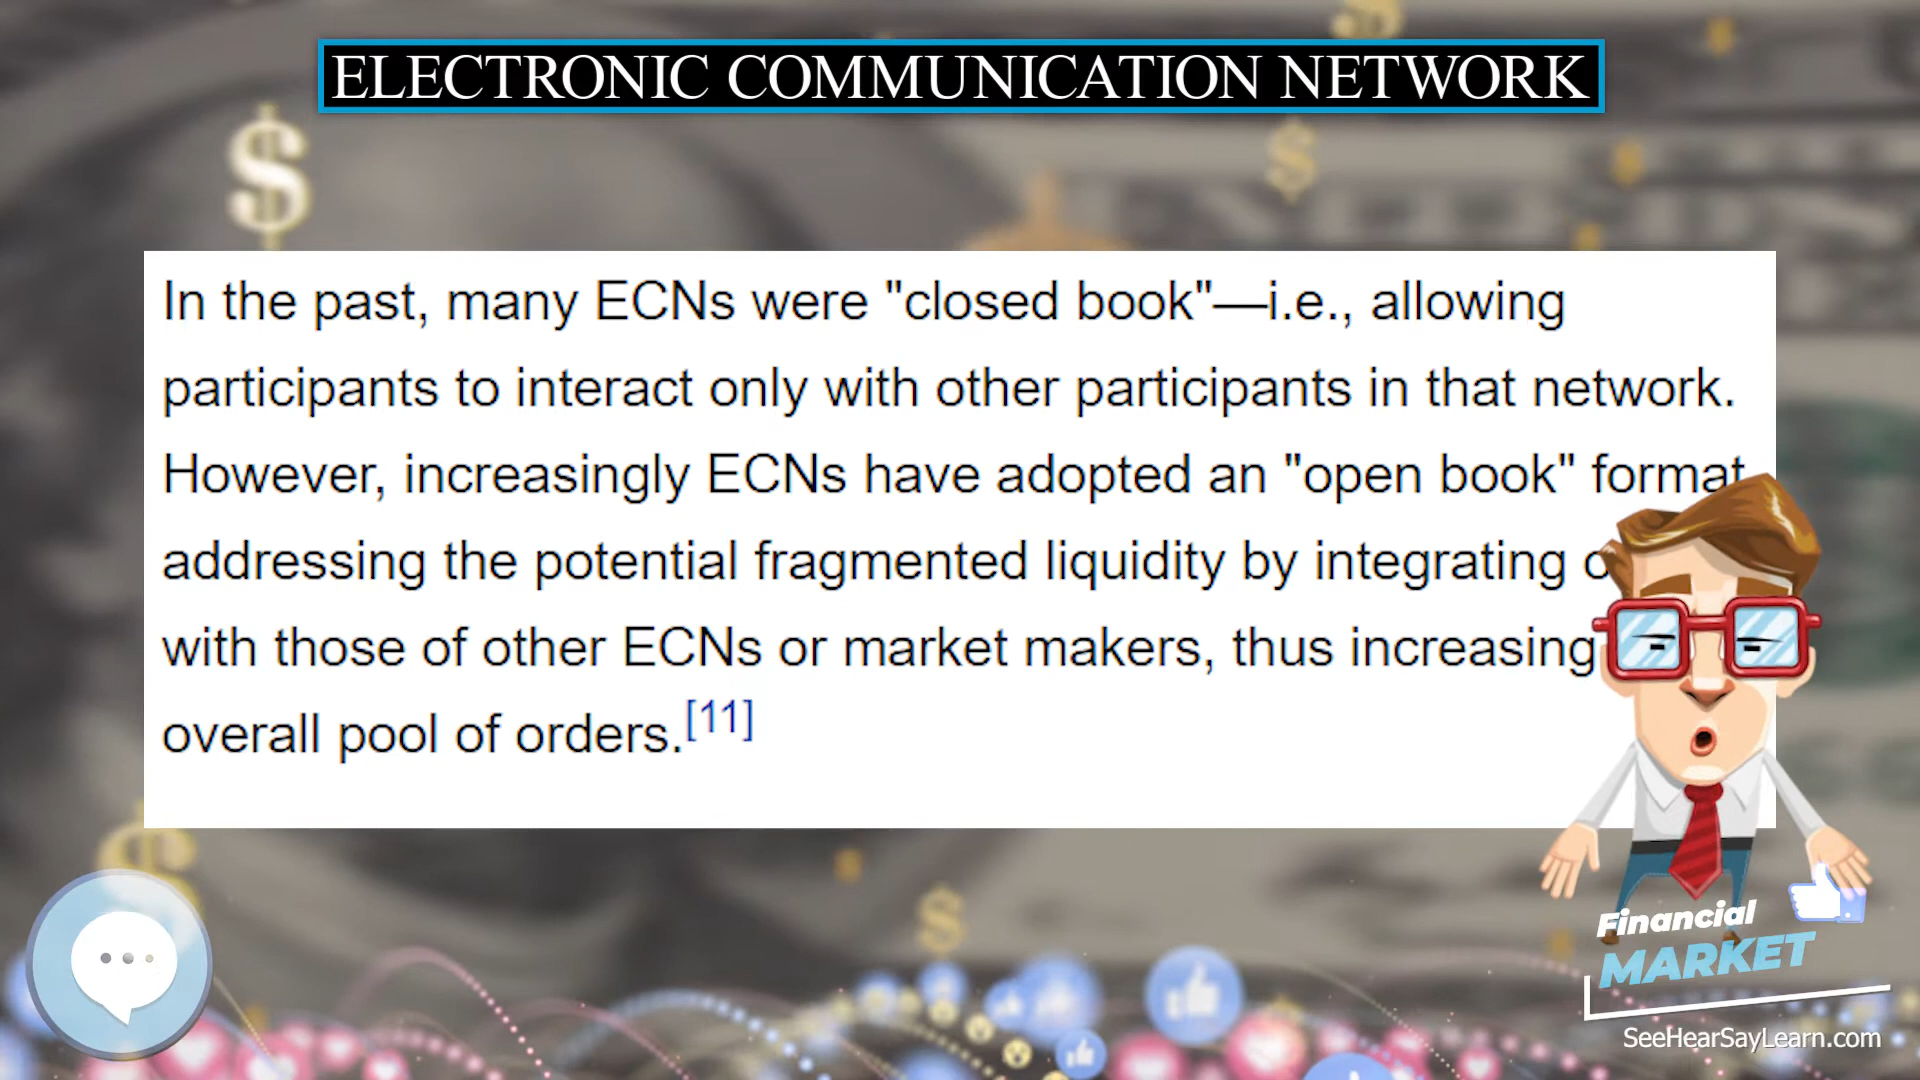 ELECTRONIC COMMUNICATION NETWORK
In the past, many ECNs were "closed book"—i.e., allowing
participants to interact only with other participants in that network.
However, increasingly ECNs have adopted an "open book" format
addressing the potential fragmented liquidity by integrating
with those of other ECNs or market makers, thus increasing
overall pool of orders.[11]
Financial
MARKET
SeeHearSayLearn.com